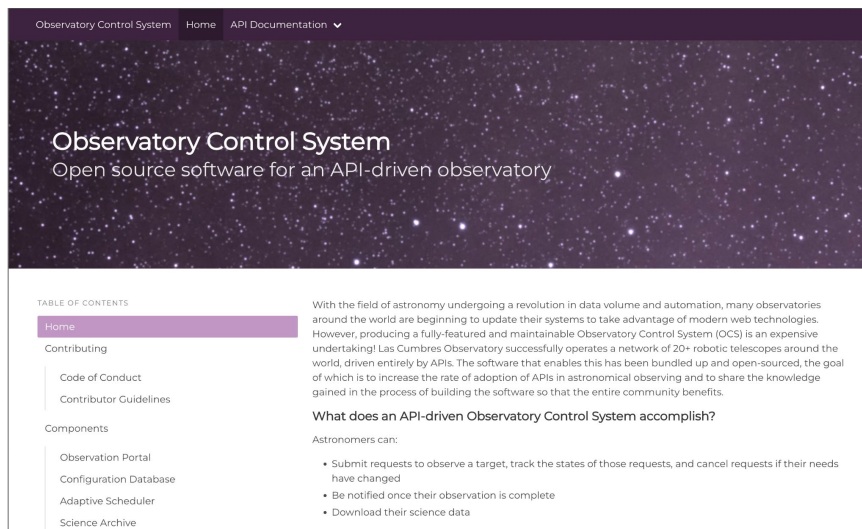 Observatory Control System Home API Documentation
Observatory Control System
Open source software for an API-driven observatory
TABLE OF CONTENTS
Home
Contributing
Code of Conduct
Contributor Guidelines
Components
Observation Portal
Configuration Database
Adaptive Scheduler
Science Archive
With the field of astronomy undergoing a revolution in data volume and automation, many observatories
around the world are beginning to update their systems to take advantage of modern web technologies.
However, producing a fully-featured and maintainable Observatory Control System (OCS) is an expensive
undertaking! Las Cumbres Observatory successfully operates a network of 20+ robotic telescopes around the
world, driven entirely by APIs. The software that enables this has been bundled up and open-sourced, the goal
of which is to increase the rate of adoption of APIs in astronomical observing and to share the knowledge
gained in the process of building the software so that the entire community benefits.
What does an API-driven Observatory Control System accomplish?
Astronomers can:
• Submit requests to observe a target, track the states of those requests, and cancel requests if their needs
have changed
• Be notified once their observation is complete
• Download their science data